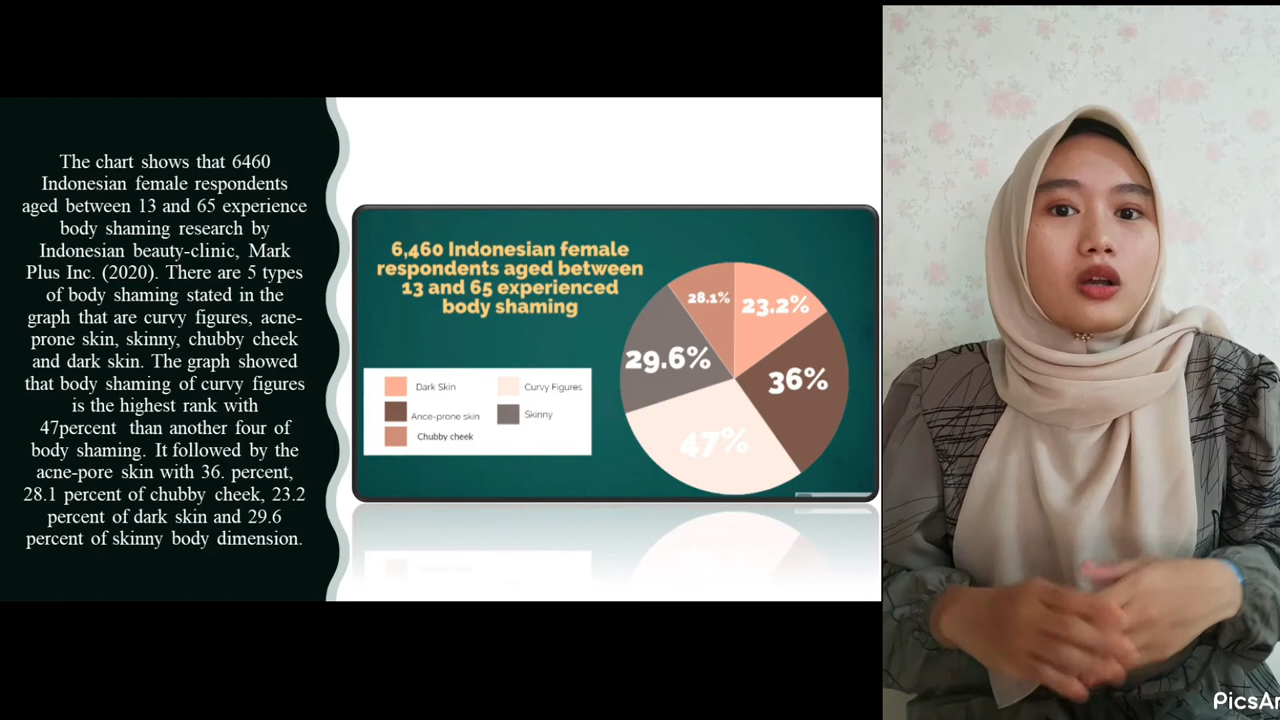 The chart shows that 6460
Indonesian female respondents
aged between 13 and 65 experience
body shaming research by
Indonesian beauty-clinic, Mark
Plus Inc. (2020). There are 5 types
of body shaming stated in the
graph that are curvy figures, acne-
prone skin, skinny, chubby cheek
and dark skin. The graph showed
that body shaming of curvy figures
is the highest rank with
47percent than another four of
body shaming. It followed by the
acne-pore skin with 36. percent,
28.1 percent of chubby cheek, 23.2
percent of dark skin and 29.6
percent of skinny body dimension.
6,460 Indonesian female
respondents aged between
13 and 65 experienced
body shaming
Dark Skin
Curvy Figures
Ance-prone skin
Skinny
Chubby cheek
28.1%
23.2%
29.6%
36%
47%
PicsAr